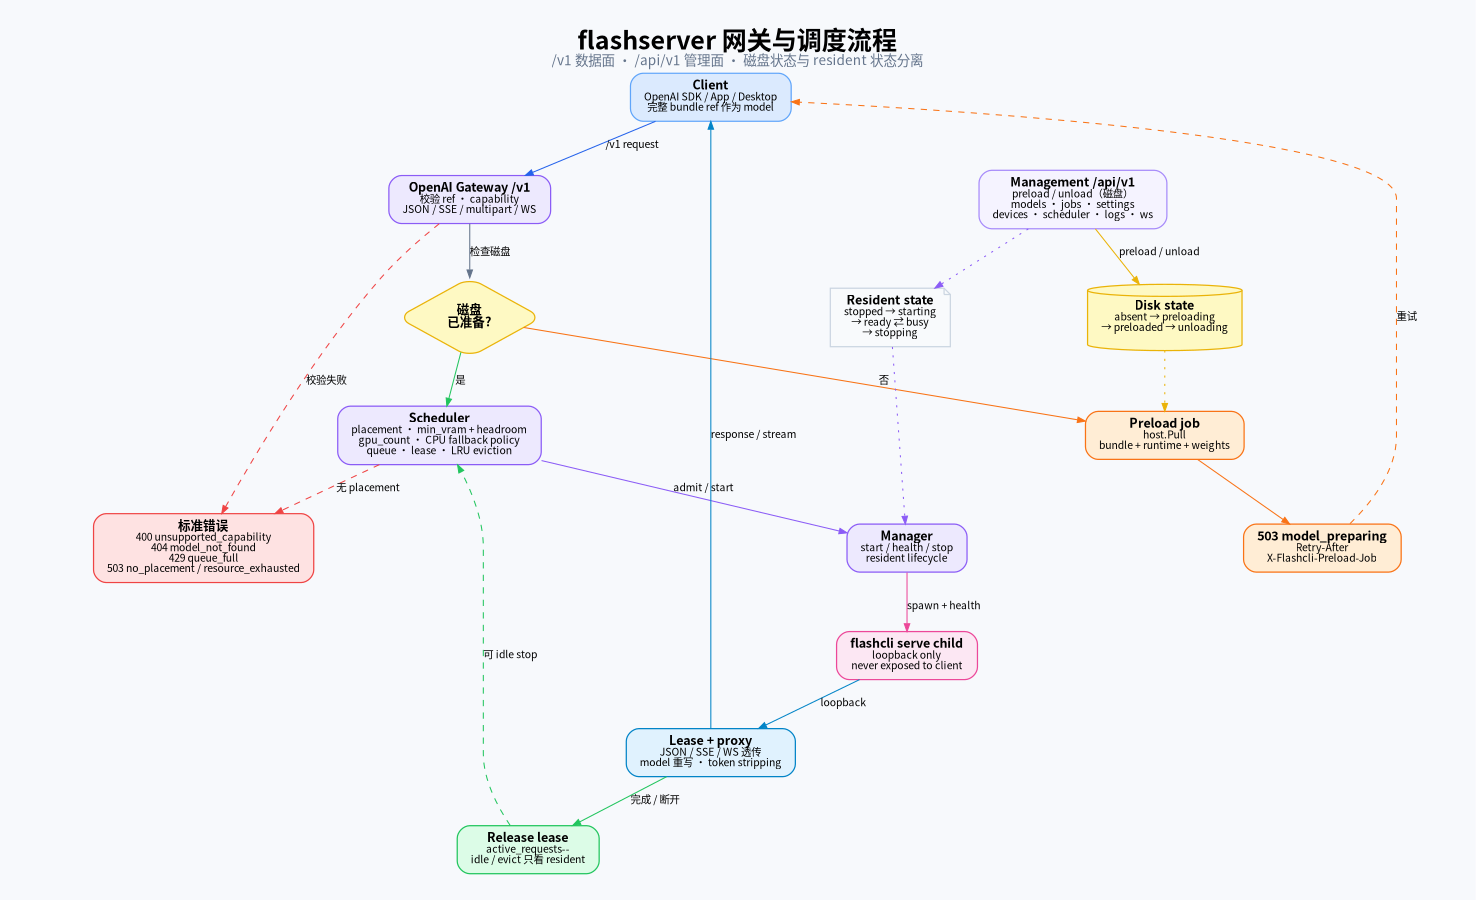 flashserver 网关与调度流程
/v1 数据面 · /api/v1 管理面 · 磁盘状态与 resident 状态分离
Client
OpenAI SDK / App / Desktop
完整 bundle ref 作为 model
/v1 request
OpenAI Gateway /v1
校验 ref · capability
JSON / SSE / multipart / WS
Management /api/v1
preload / unload（磁盘）
models · jobs · settings
devices · scheduler · logs · ws
检查磁盘
preload / unload
磁盘
已准备?
Resident state
stopped → starting
→ ready ⇄ busy
→ stopping
Disk state
absent → preloading
→ preloaded → unloading
重试
校验失败
是
否
Scheduler
placement · min_vram + headroom
gpu_count · CPU fallback policy
queue · lease · LRU eviction
Preload job
host.Pull
bundle + runtime + weights
response / stream
无 placement
admit / start
标准错误
400 unsupported_capability
404 model_not_found
429 queue_full
503 no_placement / resource_exhausted
Manager
start / health / stop
resident lifecycle
503 model_preparing
Retry-After
X-Flashcli-Preload-Job
spawn + health
可 idle stop
flashcli serve child
loopback only
never exposed to client
loopback
Lease + proxy
JSON / SSE / WS 透传
model 重写 · token stripping
完成 / 断开
Release lease
active_requests--
idle / evict 只看 resident